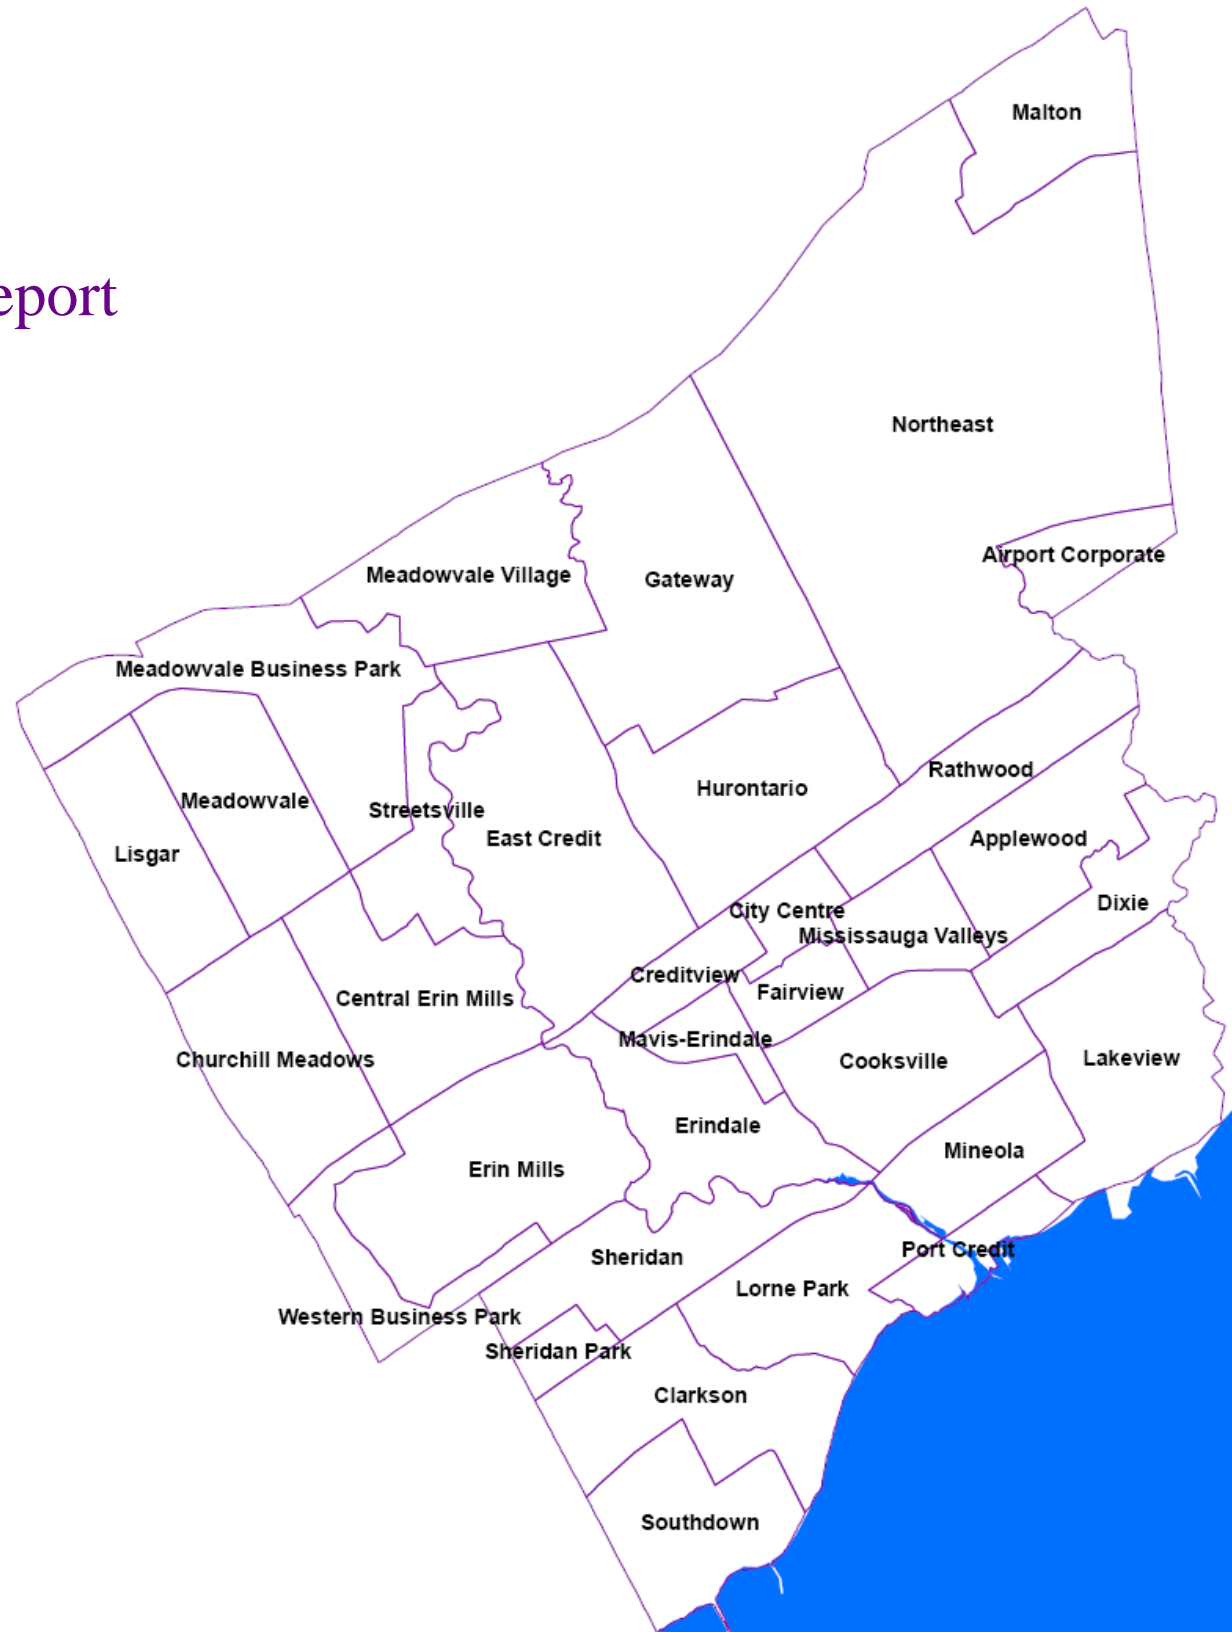 Malton
eport
Northeast
Airport Corporate
Meadowvale Village
Gateway
Meadowvale Business Park
Rathwood
Hurontario
Meadowvale
Streetsville
East Credit
Applewood
Lisgar
Dixie
City Centre
Mississauga Valleys
Creditview
Fairview
Central Erin Mills
Mavis-Erindale
Churchill Meadows
Cooksville
Lakeview
Erindale
Mineola
Erin Mills
Port Credit
Sheridan
Lorne Park
Western Business Park
Sheridan Park
Clarkson
Southdown